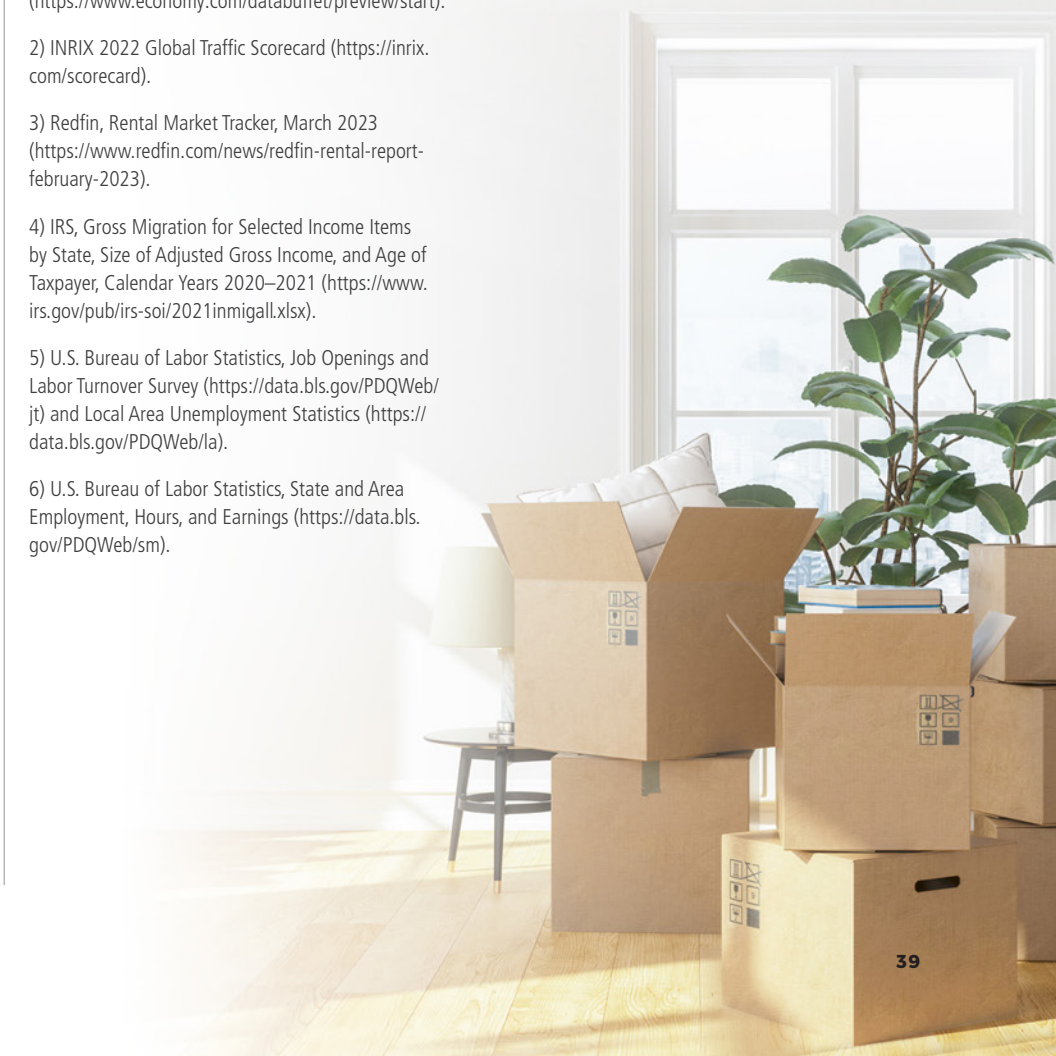 (https://www.economy.com/databuffet/preview/start).
2) INRIX 2022 Global Traffic Scorecard (https://inrix.
com/scorecard).
3) Redfin, Rental Market Tracker, March 2023
(https://www.redfin.com/news/redfin-rental-report-
february-2023).
4) IRS, Gross Migration for Selected Income Items
by State, Size of Adjusted Gross Income, and Age of
Taxpayer, Calendar Years 2020–2021 (https://www.
irs.gov/pub/irs-soi/2021inmigall.xlsx).
5) U.S. Bureau of Labor Statistics, Job Openings and
Labor Turnover Survey (https://data.bls.gov/PDQWeb/
jt) and Local Area Unemployment Statistics (https://
data.bls.gov/PDQWeb/la).
6) U.S. Bureau of Labor Statistics, State and Area
Employment, Hours, and Earnings (https://data.bls.
gov/PDQWeb/sm).
39